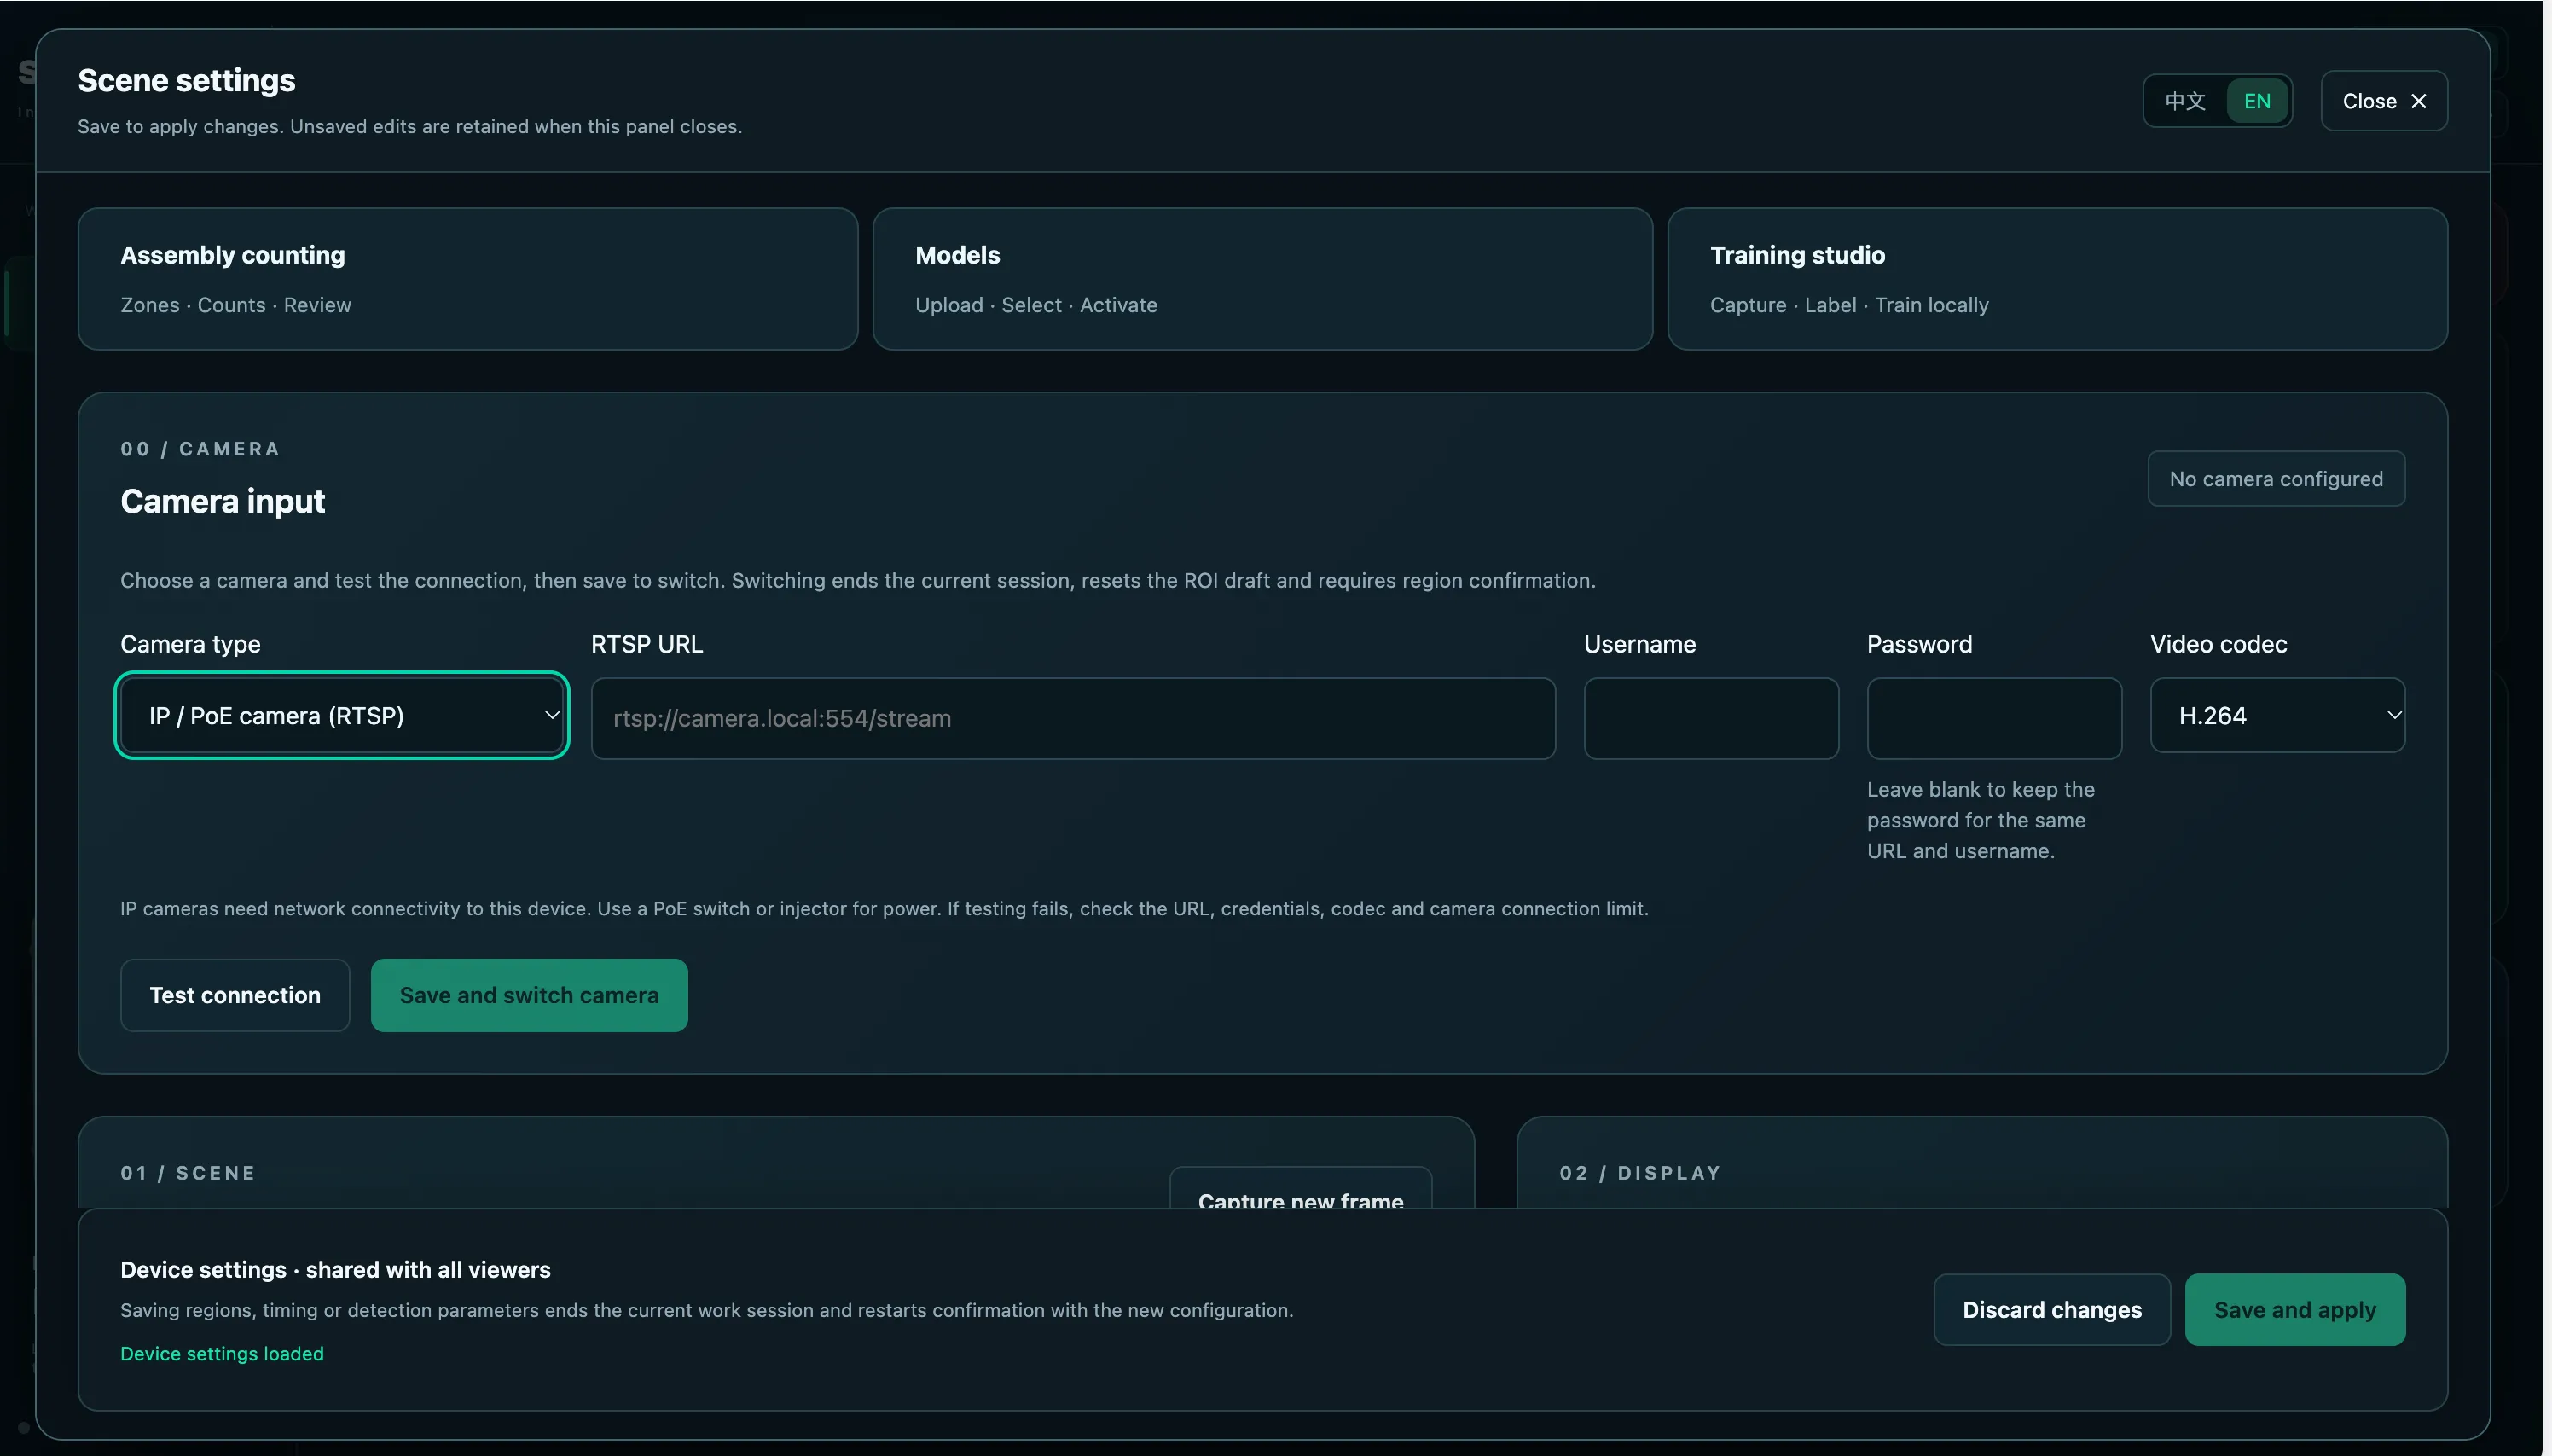 Scene settings
Save to apply changes. Unsaved edits are retained when this panel closes.
中文
EN
Close
Assembly counting
Zones · Counts · Review
Models
Upload · Select · Activate
Training studio
Capture · Label · Train locally
00 / CAMERA
Camera input
No camera configured
Choose a camera and test the connection, then save to switch. Switching ends the current session, resets the ROI draft and requires region confirmation.
Camera type
RTSP URL
Username
Password
Video codec
IP / PoE camera (RTSP)
rtsp://camera.local:554/stream
H.264
Leave blank to keep the
password for the same
URL and username.
IP cameras need network connectivity to this device. Use a PoE switch or injector for power. If testing fails, check the URL, credentials, codec and camera connection limit.
Test connection
Save and switch camera
01 / SCENE
Capture new frame
02 / DISPLAY
Device settings · shared with all viewers
Saving regions, timing or detection parameters ends the current work session and restarts confirmation with the new configuration.
Device settings loaded
Discard changes
Save and apply